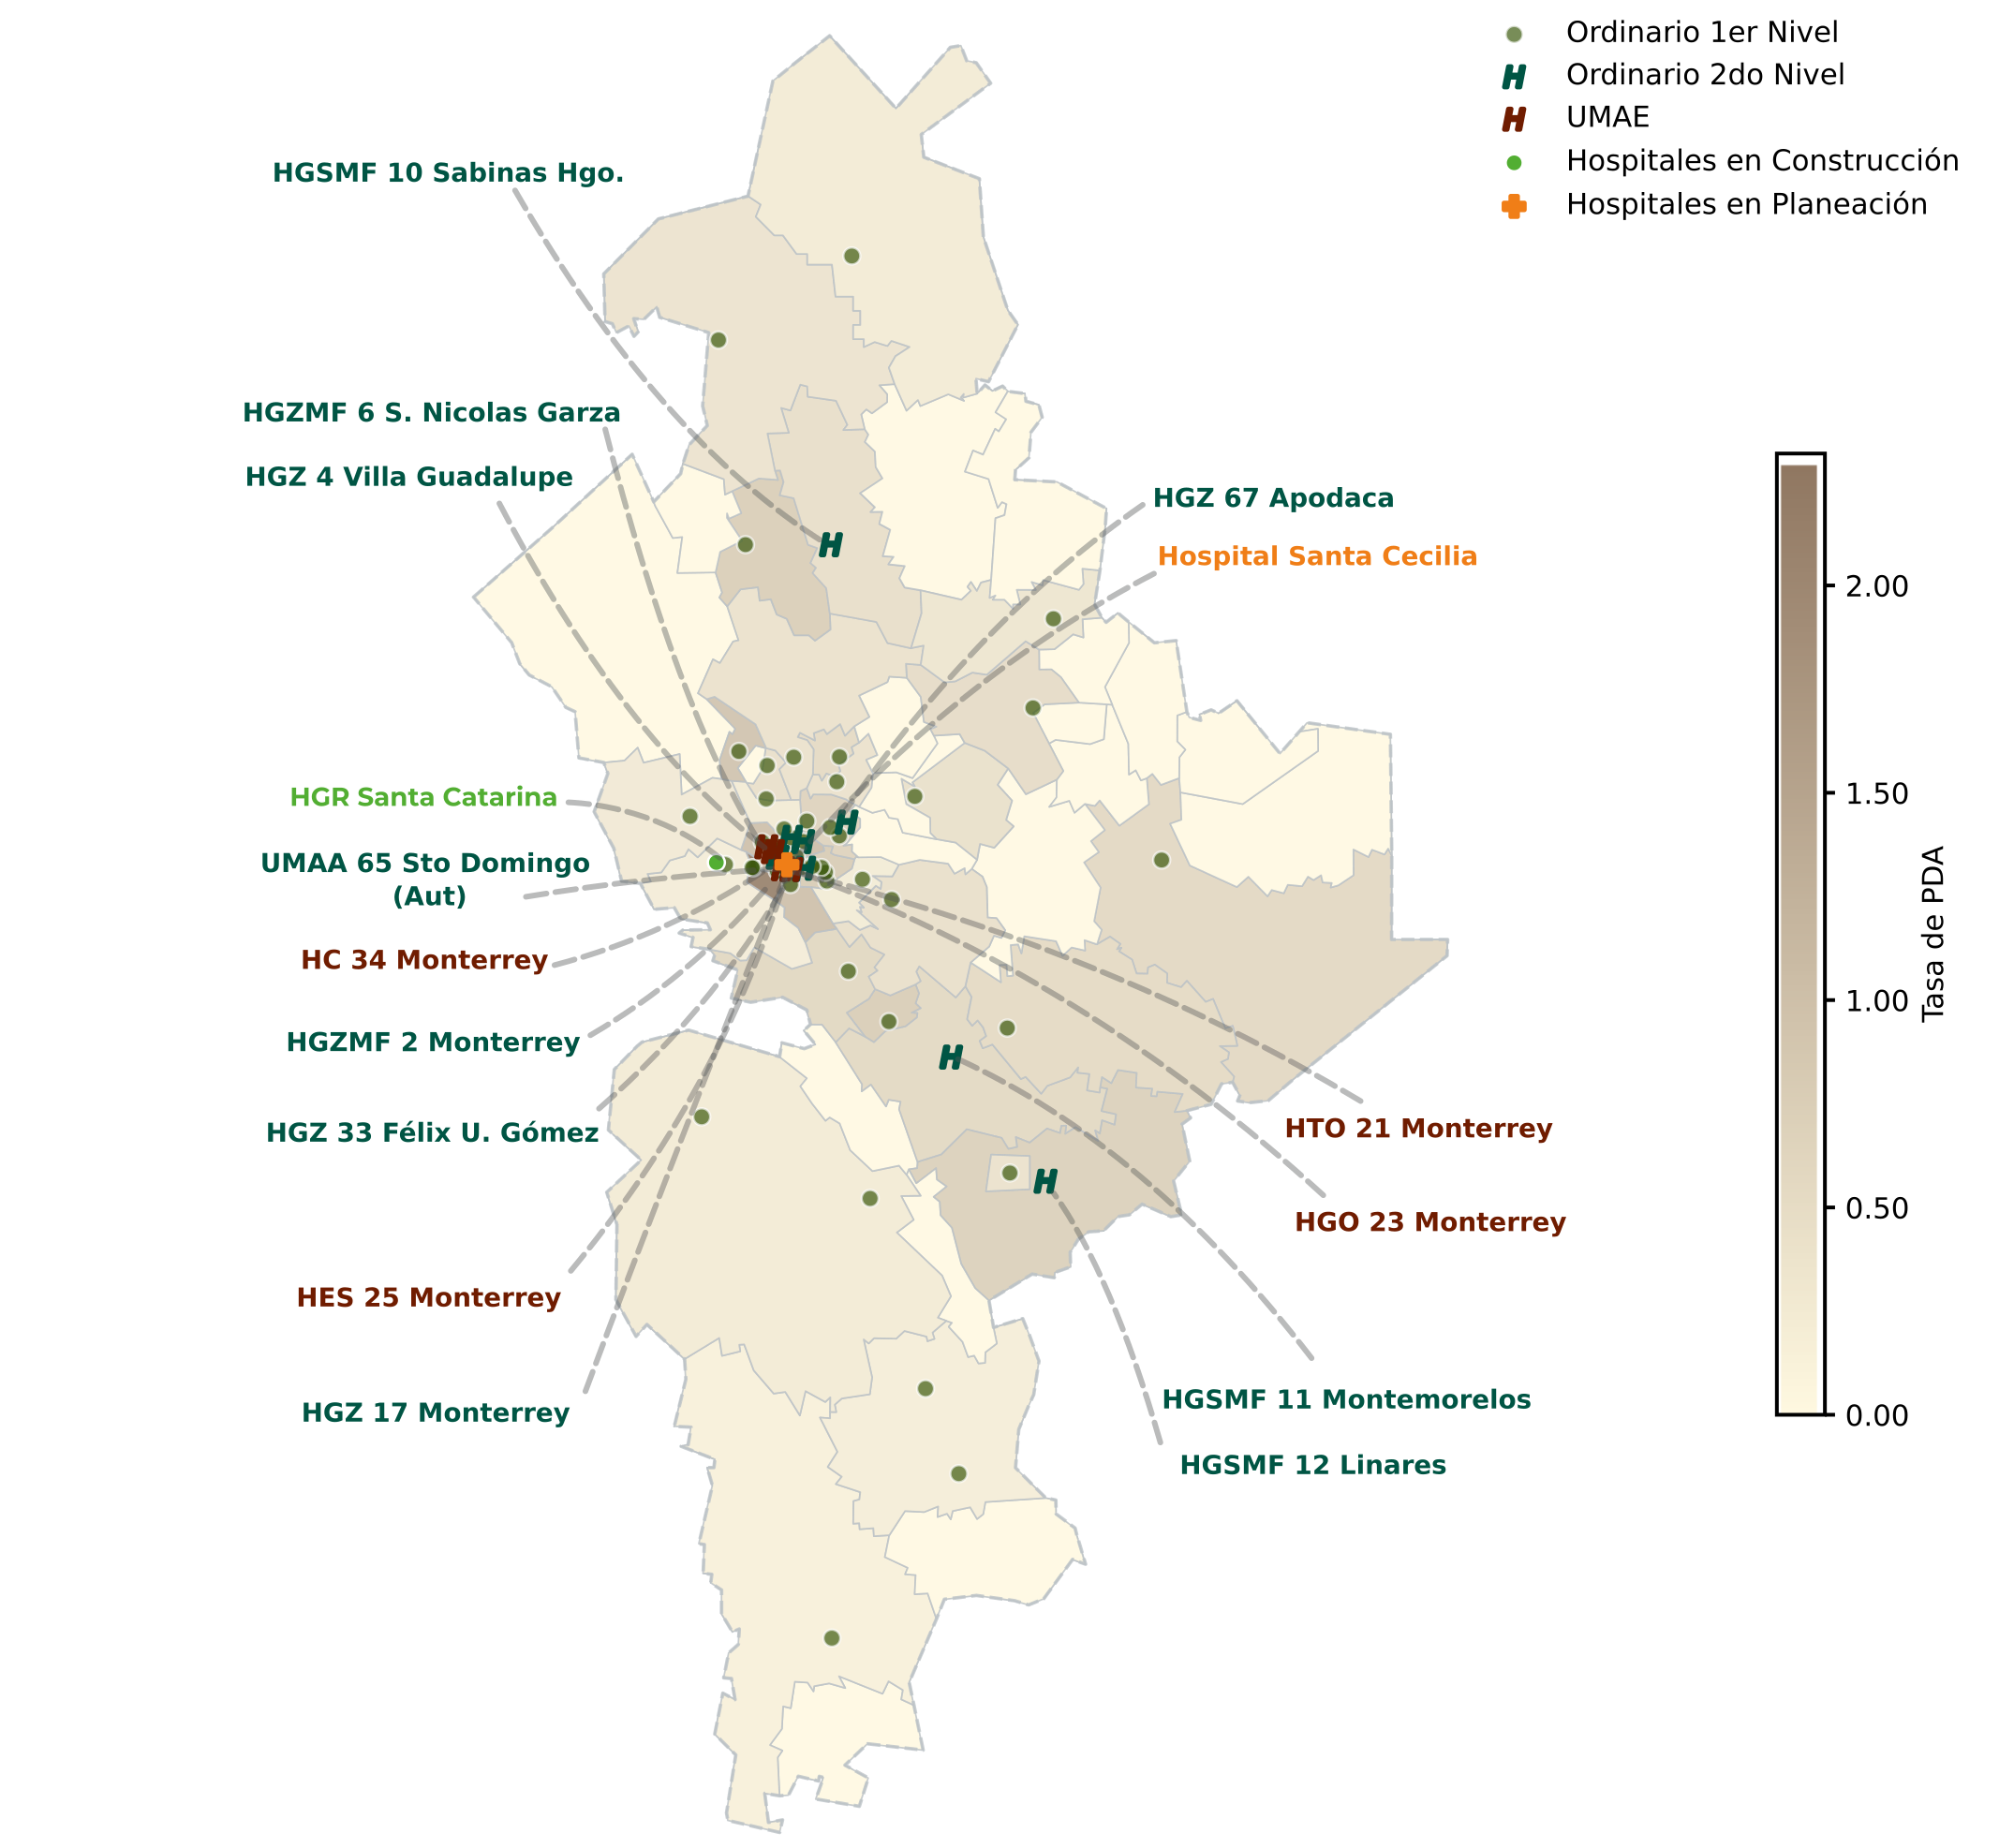 Ordinario 1er Nivel
Ordinario 2do Nivel
UMAE
Hospitales en Construcción
Hospitales en Planeación
HGSMF 10 Sabinas Hgo.
HGZMF 6 S. Nicolas Garza
HGZ 4 Villa Guadalupe
HGZ 67 Apodaca
Hospital Santa Cecilia
HGR Santa Catarina
UMAA 65 Sto Domingo
(Aut)
HC 34 Monterrey
HGZMF 2 Monterrey
HGZ 33 Félix U. Gómez
HES 25 Monterrey
HGZ 17 Monterrey
HTO 21 Monterrey
HGO 23 Monterrey
HGSMF 11 Montemorelos
HGSMF 12 Linares
2.00
1.50
1.00
0.50
0.00
Tasa de PDA